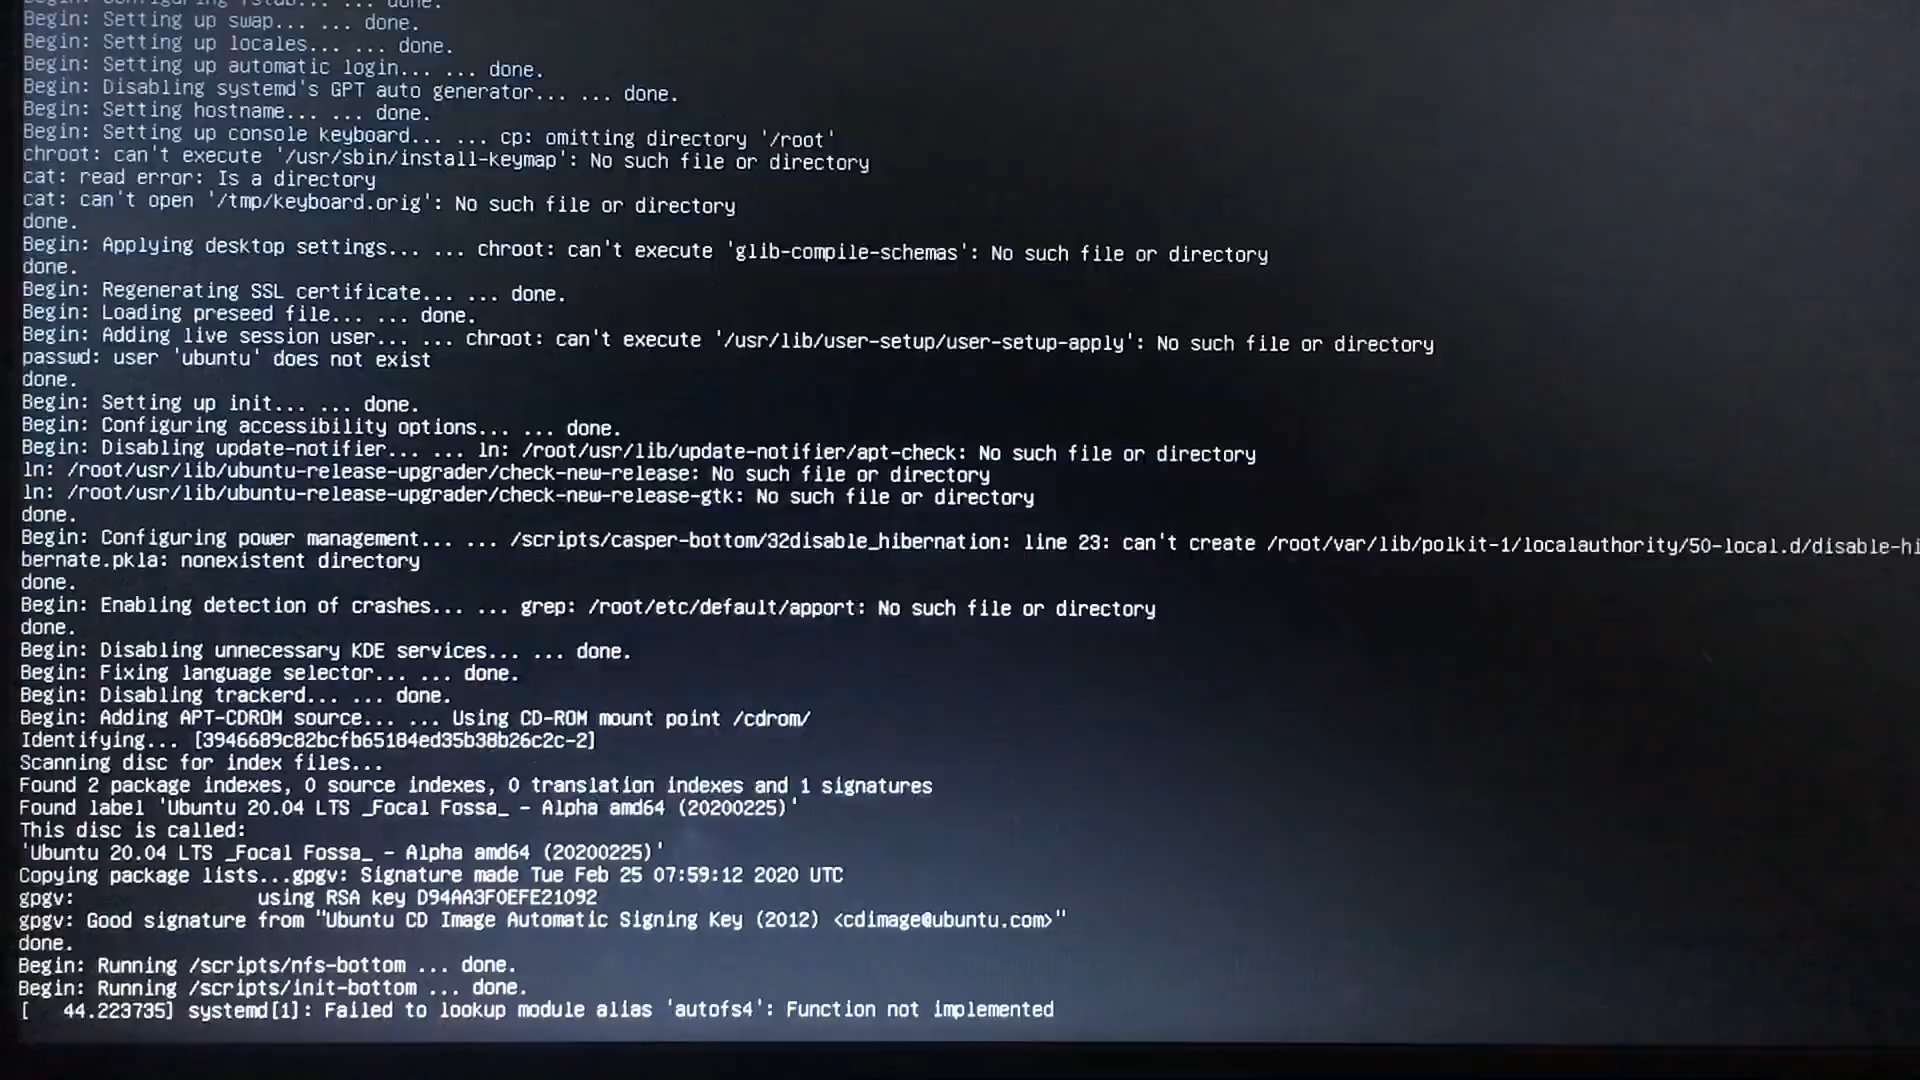 Begin: Configuring fstab... ... done.
Begin: Setting up swap... ... done.
Begin: Setting up locales... ... done.
Begin: Setting up automatic login... ... done.
Begin: Disabling systemd's GPT auto generator... ... done.
Begin: Setting hostname... ... done.
Begin: Setting up console keyboard... ... cp: omitting directory '/root'
chroot: can't execute '/usr/sbin/install-keymap': No such file or directory
cat: read error: Is a directory
cat: can't open '/tmp/keyboard.orig': No such file or directory
done.
Begin: Applying desktop settings... ... chroot: can't execute 'glib-compile-schemas': No such file or directory
done.
Begin: Regenerating SSL certificate... ... done.
Begin: Loading preseed file... ... done.
Begin: Adding live session user... ... chroot: can't execute '/usr/lib/user-setup/user-setup-apply': No such file or directory
passwd: user 'ubuntu' does not exist
done.
Begin: Setting up init... ... done.
Begin: Configuring accessibility options... ... done.
Begin: Disabling update-notifier... ... ln: /root/usr/lib/update-notifier/apt-check: No such file or directory
ln: /root/usr/lib/ubuntu-release-upgrader/check-new-release: No such file or directory
ln: /root/usr/lib/ubuntu-release-upgrader/check-new-release-gtk: No such file or directory
done.
Begin: Configuring power management... ... /scripts/casper-bottom/32disable_hibernation: line 23: can't create /root/var/lib/polkit-1/localauthority/50-local.d/disable-hi
bernate.pkla: nonexistent directory
done.
Begin: Enabling detection of crashes... ... grep: /root/etc/default/apport: No such file or directory
done.
Begin: Disabling unnecessary KDE services... ... done.
Begin: Fixing language selector... ... done.
Begin: Disabling trackerd... ... done.
Begin: Adding APT-CDROM source... ... Using CD-ROM mount point /cdrom/
Identifying... [3946689c82bcfb65184ed35b38b26c2c-2]
Scanning disc for index files...
Found 2 package indexes, 0 source indexes, 0 translation indexes and 1 signatures
Found label 'Ubuntu 20.04 LTS _Focal Fossa_ - Alpha amd64 (20200225)'
This disc is called:
'Ubuntu 20.04 LTS _Focal Fossa_ - Alpha amd64 (20200225)'
Copying package lists...gpgv: Signature made Tue Feb 25 07:59:12 2020 UTC
gpgv:                using RSA key D94AA3F0EFE21092
gpgv: Good signature from "Ubuntu CD Image Automatic Signing Key (2012) <cdimage@ubuntu.com>"
done.
Begin: Running /scripts/nfs-bottom ... done.
Begin: Running /scripts/init-bottom ... done.
[   44.223735] systemd[1]: Failed to lookup module alias 'autofs4': Function not implemented